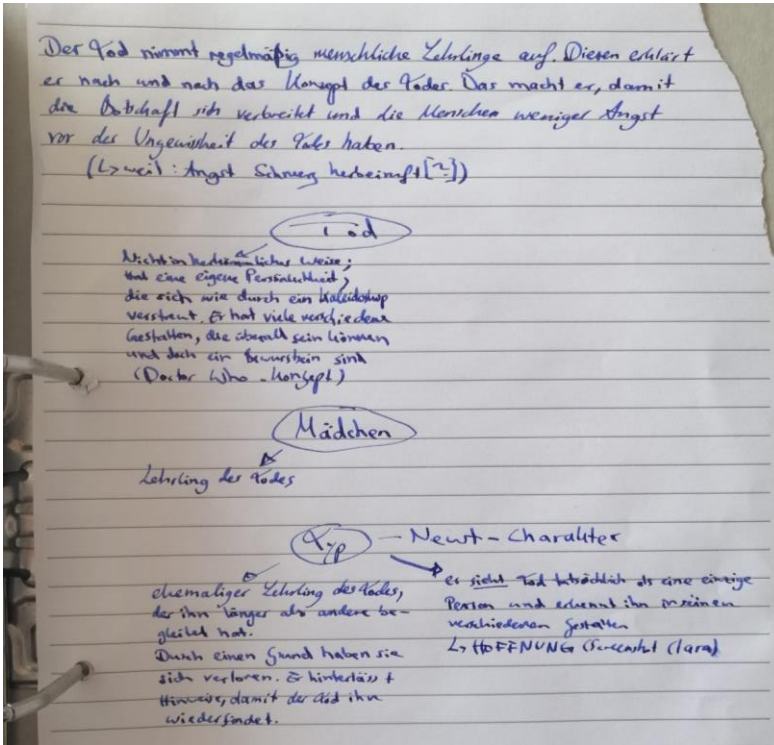 Der Tod nimmt regelmäßig menschliche Lehrlinge auf. Diesen erklärt
er nach und nach das Konzept des Todes. Das macht er, damit
die Botschaft sich verbreitet und die Menschen weniger Angst
vor der Ungewissheit des Todes haben.
(↳ weil: Angst Schmerz herbeiruft [~])
Tod
Nicht in herkömmlicher Weise;
hat eine eigene Persönlichkeit,
die sich wie durch ein Kaleidoskop
verstreut. Er hat viele verschiedene
Gestalten, die überall sein können
und doch ein Bewusstsein sind
(Doctor Who - Konzept)
Mädchen
Lehrling des Todes
Typ - Newt-Charakter
ehemaliger Lehrling des Todes,
der ihn länger als andere be-
gleitet hat.
Durch einen Grund haben sie
sich verloren. Er hinterlässt
Hinweise, damit der Tod ihn
wiederfindet.
er sieht Tod tatsächlich als eine einzige
Person und erkennt ihn in seinen
verschiedenen Gestalten
↳ HOFFNUNG (Screenshot Clara)